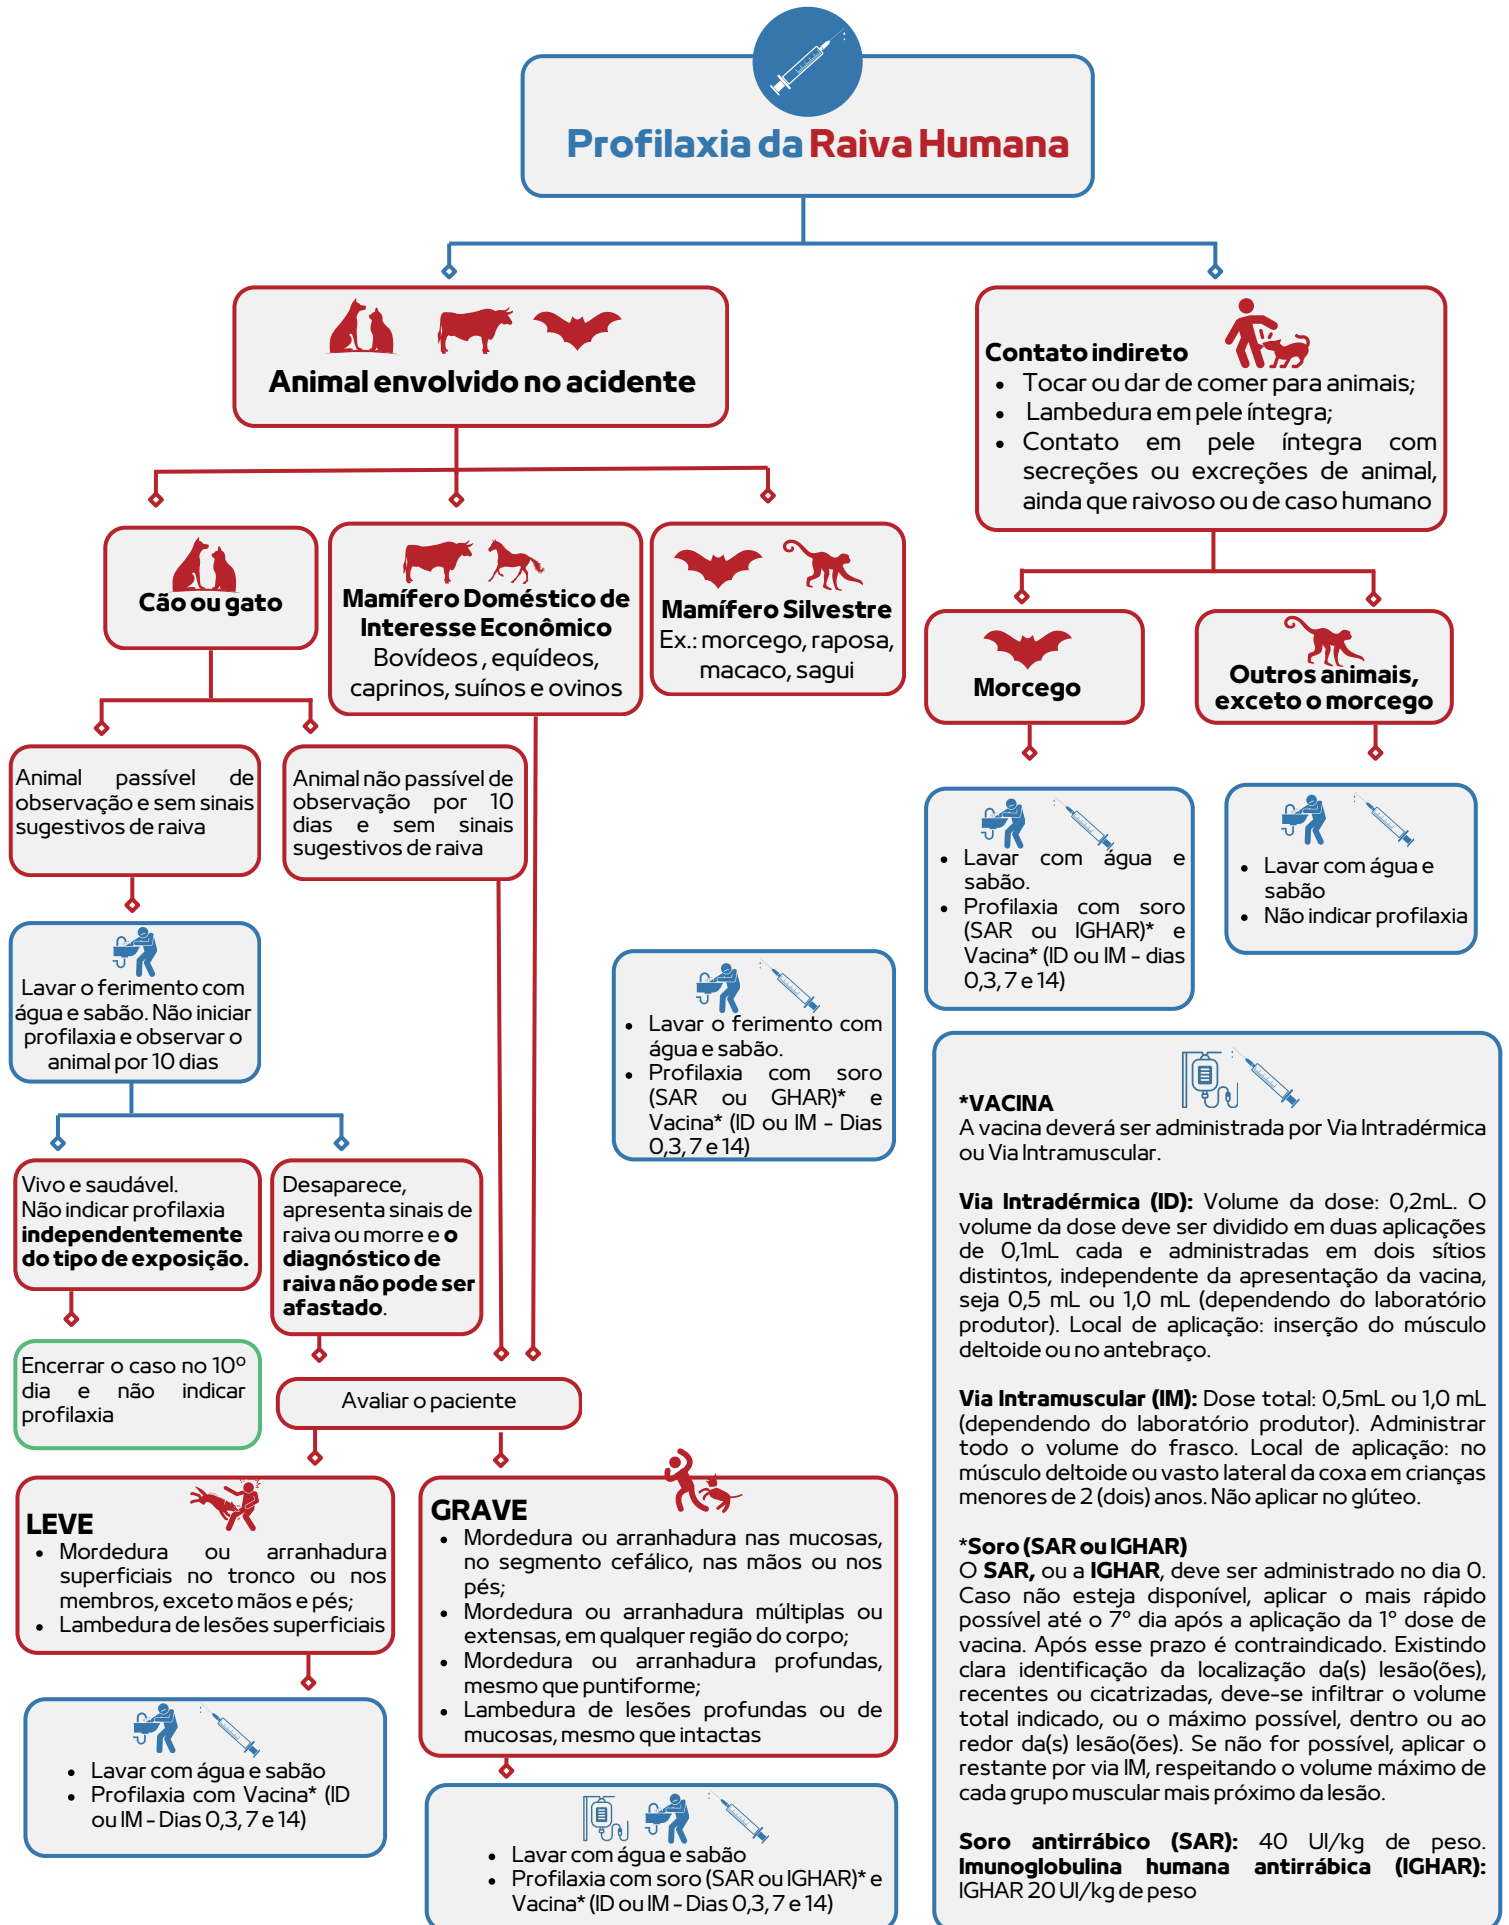 Profilaxia da Raiva Humana
Animal envolvido no acidente
Contato indireto
• Tocar ou dar de comer para animais;
• Lambedura em pele íntegra;
• Contato em pele íntegra com
secreções ou excreções de animal,
ainda que raivoso ou de caso humano
Cão ou gato
Mamífero Doméstico de
Interesse Econômico
Bovídeos , equídeos,
caprinos, suínos e ovinos
Mamífero Silvestre
Ex.: morcego, raposa,
macaco, sagui
Morcego
Outros animais,
exceto o morcego
Animal passível de
observação e sem sinais
sugestivos de raiva
Animal não passível de
observação por 10
dias e sem sinais
sugestivos de raiva
• Lavar com água e
sabão.
• Profilaxia com soro
(SAR ou IGHAR)* e
Vacina* (ID ou IM - dias
0,3, 7 e 14)
• Lavar com água e
sabão
• Não indicar profilaxia
Lavar o ferimento com
água e sabão. Não iniciar
profilaxia e observar o
animal por 10 dias
• Lavar o ferimento com
água e sabão.
• Profilaxia com soro
(SAR ou GHAR)* e
Vacina* (ID ou IM - Dias
0,3, 7 e 14)
Vivo e saudável.
Não indicar profilaxia
independentemente
do tipo de exposição.
Desaparece,
apresenta sinais de
raiva ou morre e o
diagnóstico de
raiva não pode ser
afastado.
Encerrar o caso no 10º
dia e não indicar
profilaxia
Avaliar o paciente
LEVE
• Mordedura ou arranhadura
superficiais no tronco ou nos
membros, exceto mãos e pés;
• Lambedura de lesões superficiais
GRAVE
• Mordedura ou arranhadura nas mucosas,
no segmento cefálico, nas mãos ou nos
pés;
• Mordedura ou arranhadura múltiplas ou
extensas, em qualquer região do corpo;
• Mordedura ou arranhadura profundas,
mesmo que puntiforme;
• Lambedura de lesões profundas ou de
mucosas, mesmo que intactas
• Lavar com água e sabão
• Profilaxia com Vacina* (ID
ou IM - Dias 0,3, 7 e 14)
• Lavar com água e sabão
• Profilaxia com soro (SAR ou IGHAR)* e
Vacina* (ID ou IM - Dias 0,3, 7 e 14)
*VACINA
A vacina deverá ser administrada por Via Intradérmica
ou Via Intramuscular.
Via Intradérmica (ID): Volume da dose: 0,2mL. O
volume da dose deve ser dividido em duas aplicações
de 0,1mL cada e administradas em dois sítios
distintos, independente da apresentação da vacina,
seja 0,5 mL ou 1,0 mL (dependendo do laboratório
produtor). Local de aplicação: inserção do músculo
deltoide ou no antebraço.
Via Intramuscular (IM): Dose total: 0,5mL ou 1,0 mL
(dependendo do laboratório produtor). Administrar
todo o volume do frasco. Local de aplicação: no
músculo deltoide ou vasto lateral da coxa em crianças
menores de 2 (dois) anos. Não aplicar no glúteo.
*Soro (SAR ou IGHAR)
O SAR, ou a IGHAR, deve ser administrado no dia 0.
Caso não esteja disponível, aplicar o mais rápido
possível até o 7º dia após a aplicação da 1º dose de
vacina. Após esse prazo é contraindicado. Existindo
clara identificação da localização da(s) lesão(ões),
recentes ou cicatrizadas, deve-se infiltrar o volume
total indicado, ou o máximo possível, dentro ou ao
redor da(s) lesão(ões). Se não for possível, aplicar o
restante por via IM, respeitando o volume máximo de
cada grupo muscular mais próximo da lesão.
Soro antirrábico (SAR): 40 UI/kg de peso.
Imunoglobulina humana antirrábica (IGHAR):
IGHAR 20 UI/kg de peso